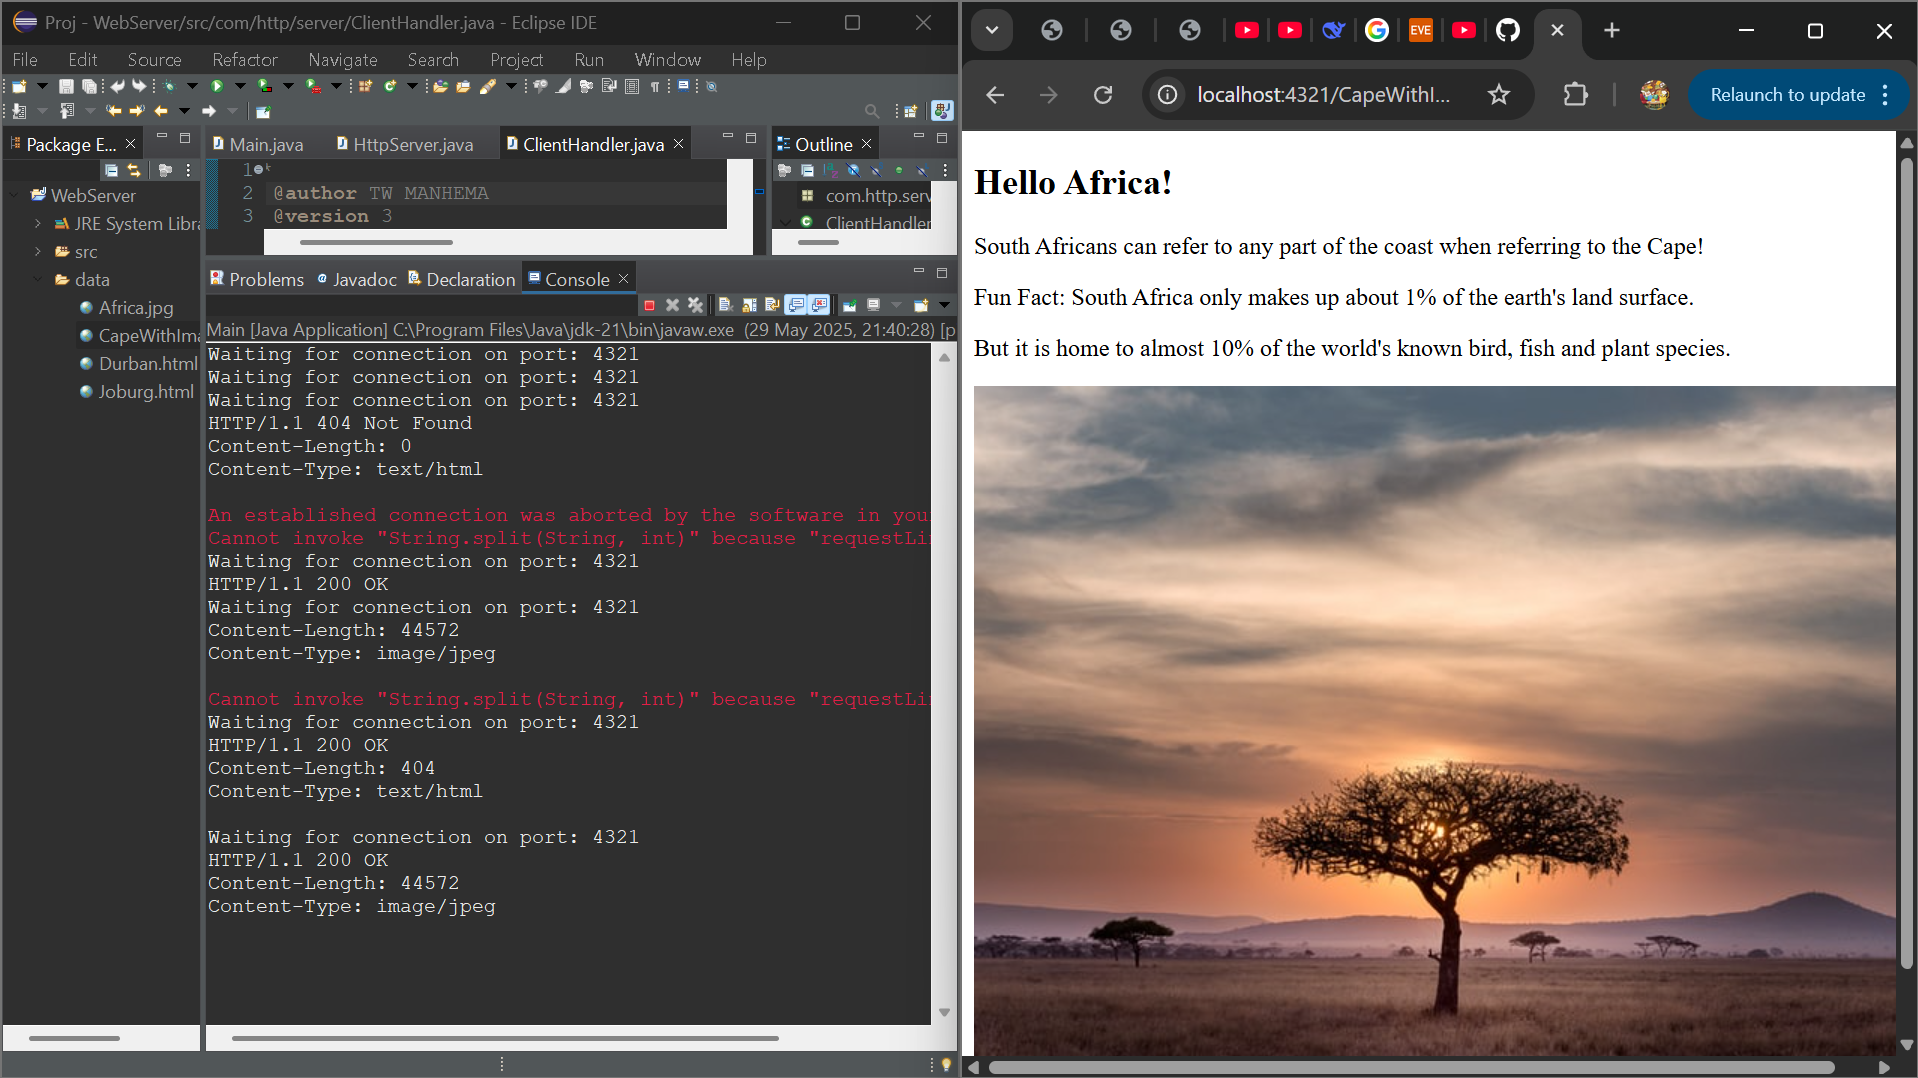 Proj - WebServer/src/com/http/server/ClientHandler.java - Eclipse IDE
File Edit Source Refactor Navigate Search Project Run Window Help
Package E...
WebServer
JRE System Libra
src
data
Africa.jpg
CapeWithIma
Durban.html
Joburg.html
Main.java HttpServer.java ClientHandler.java
1
2 @author TW MANHEMA
3 @version 3
Outline
com.http.serv
ClientHandler
Problems Javadoc Declaration Console
Main [Java Application] C:\Program Files\Java\jdk-21\bin\javaw.exe (29 May 2025, 21:40:28) [p
Waiting for connection on port: 4321
Waiting for connection on port: 4321
Waiting for connection on port: 4321
HTTP/1.1 404 Not Found
Content-Length: 0
Content-Type: text/html
An established connection was aborted by the software in you
Cannot invoke "String.split(String, int)" because "requestLi
Waiting for connection on port: 4321
HTTP/1.1 200 OK
Waiting for connection on port: 4321
Content-Length: 44572
Content-Type: image/jpeg
Cannot invoke "String.split(String, int)" because "requestLi
Waiting for connection on port: 4321
HTTP/1.1 200 OK
Content-Length: 404
Content-Type: text/html
Waiting for connection on port: 4321
HTTP/1.1 200 OK
Content-Length: 44572
Content-Type: image/jpeg
EVE
localhost:4321/CapeWithI...
Relaunch to update
Hello Africa!
South Africans can refer to any part of the coast when referring to the Cape!
Fun Fact: South Africa only makes up about 1% of the earth's land surface.
But it is home to almost 10% of the world's known bird, fish and plant species.